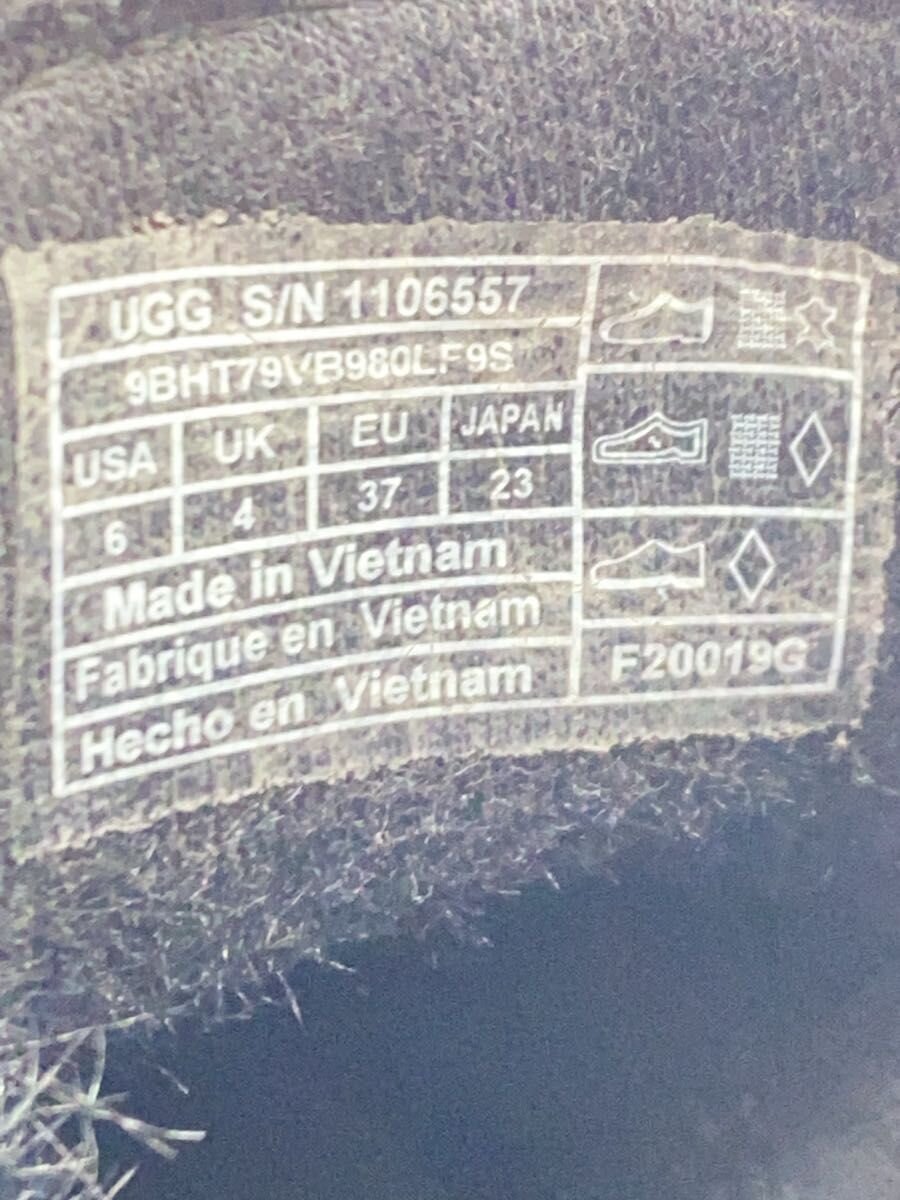 UGG S/N 1106557
9BHT79VB980LF9S
USA UK EU JAPAN
6 4 37 23
Made in Vietnam
Fabrique en Vietnam
Hecho en Vietnam
F20019G